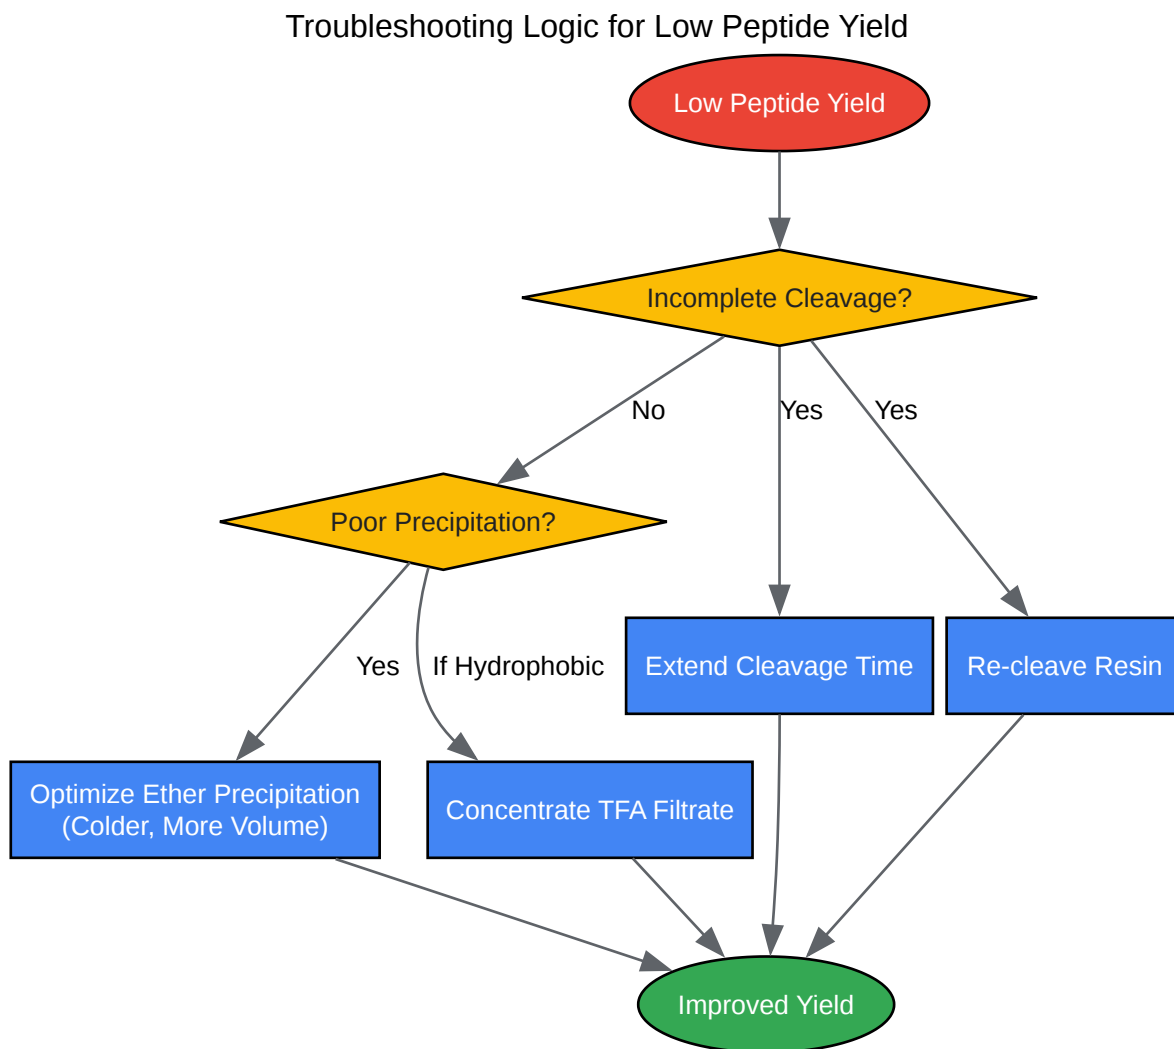 Troubleshooting Logic for Low Peptide Yield
Low Peptide Yield
Incomplete Cleavage?
No
Yes
Yes
Poor Precipitation?
Yes
If Hydrophobic
Extend Cleavage Time
Re-cleave Resin
Optimize Ether Precipitation
(Colder, More Volume)
Concentrate TFA Filtrate
Improved Yield